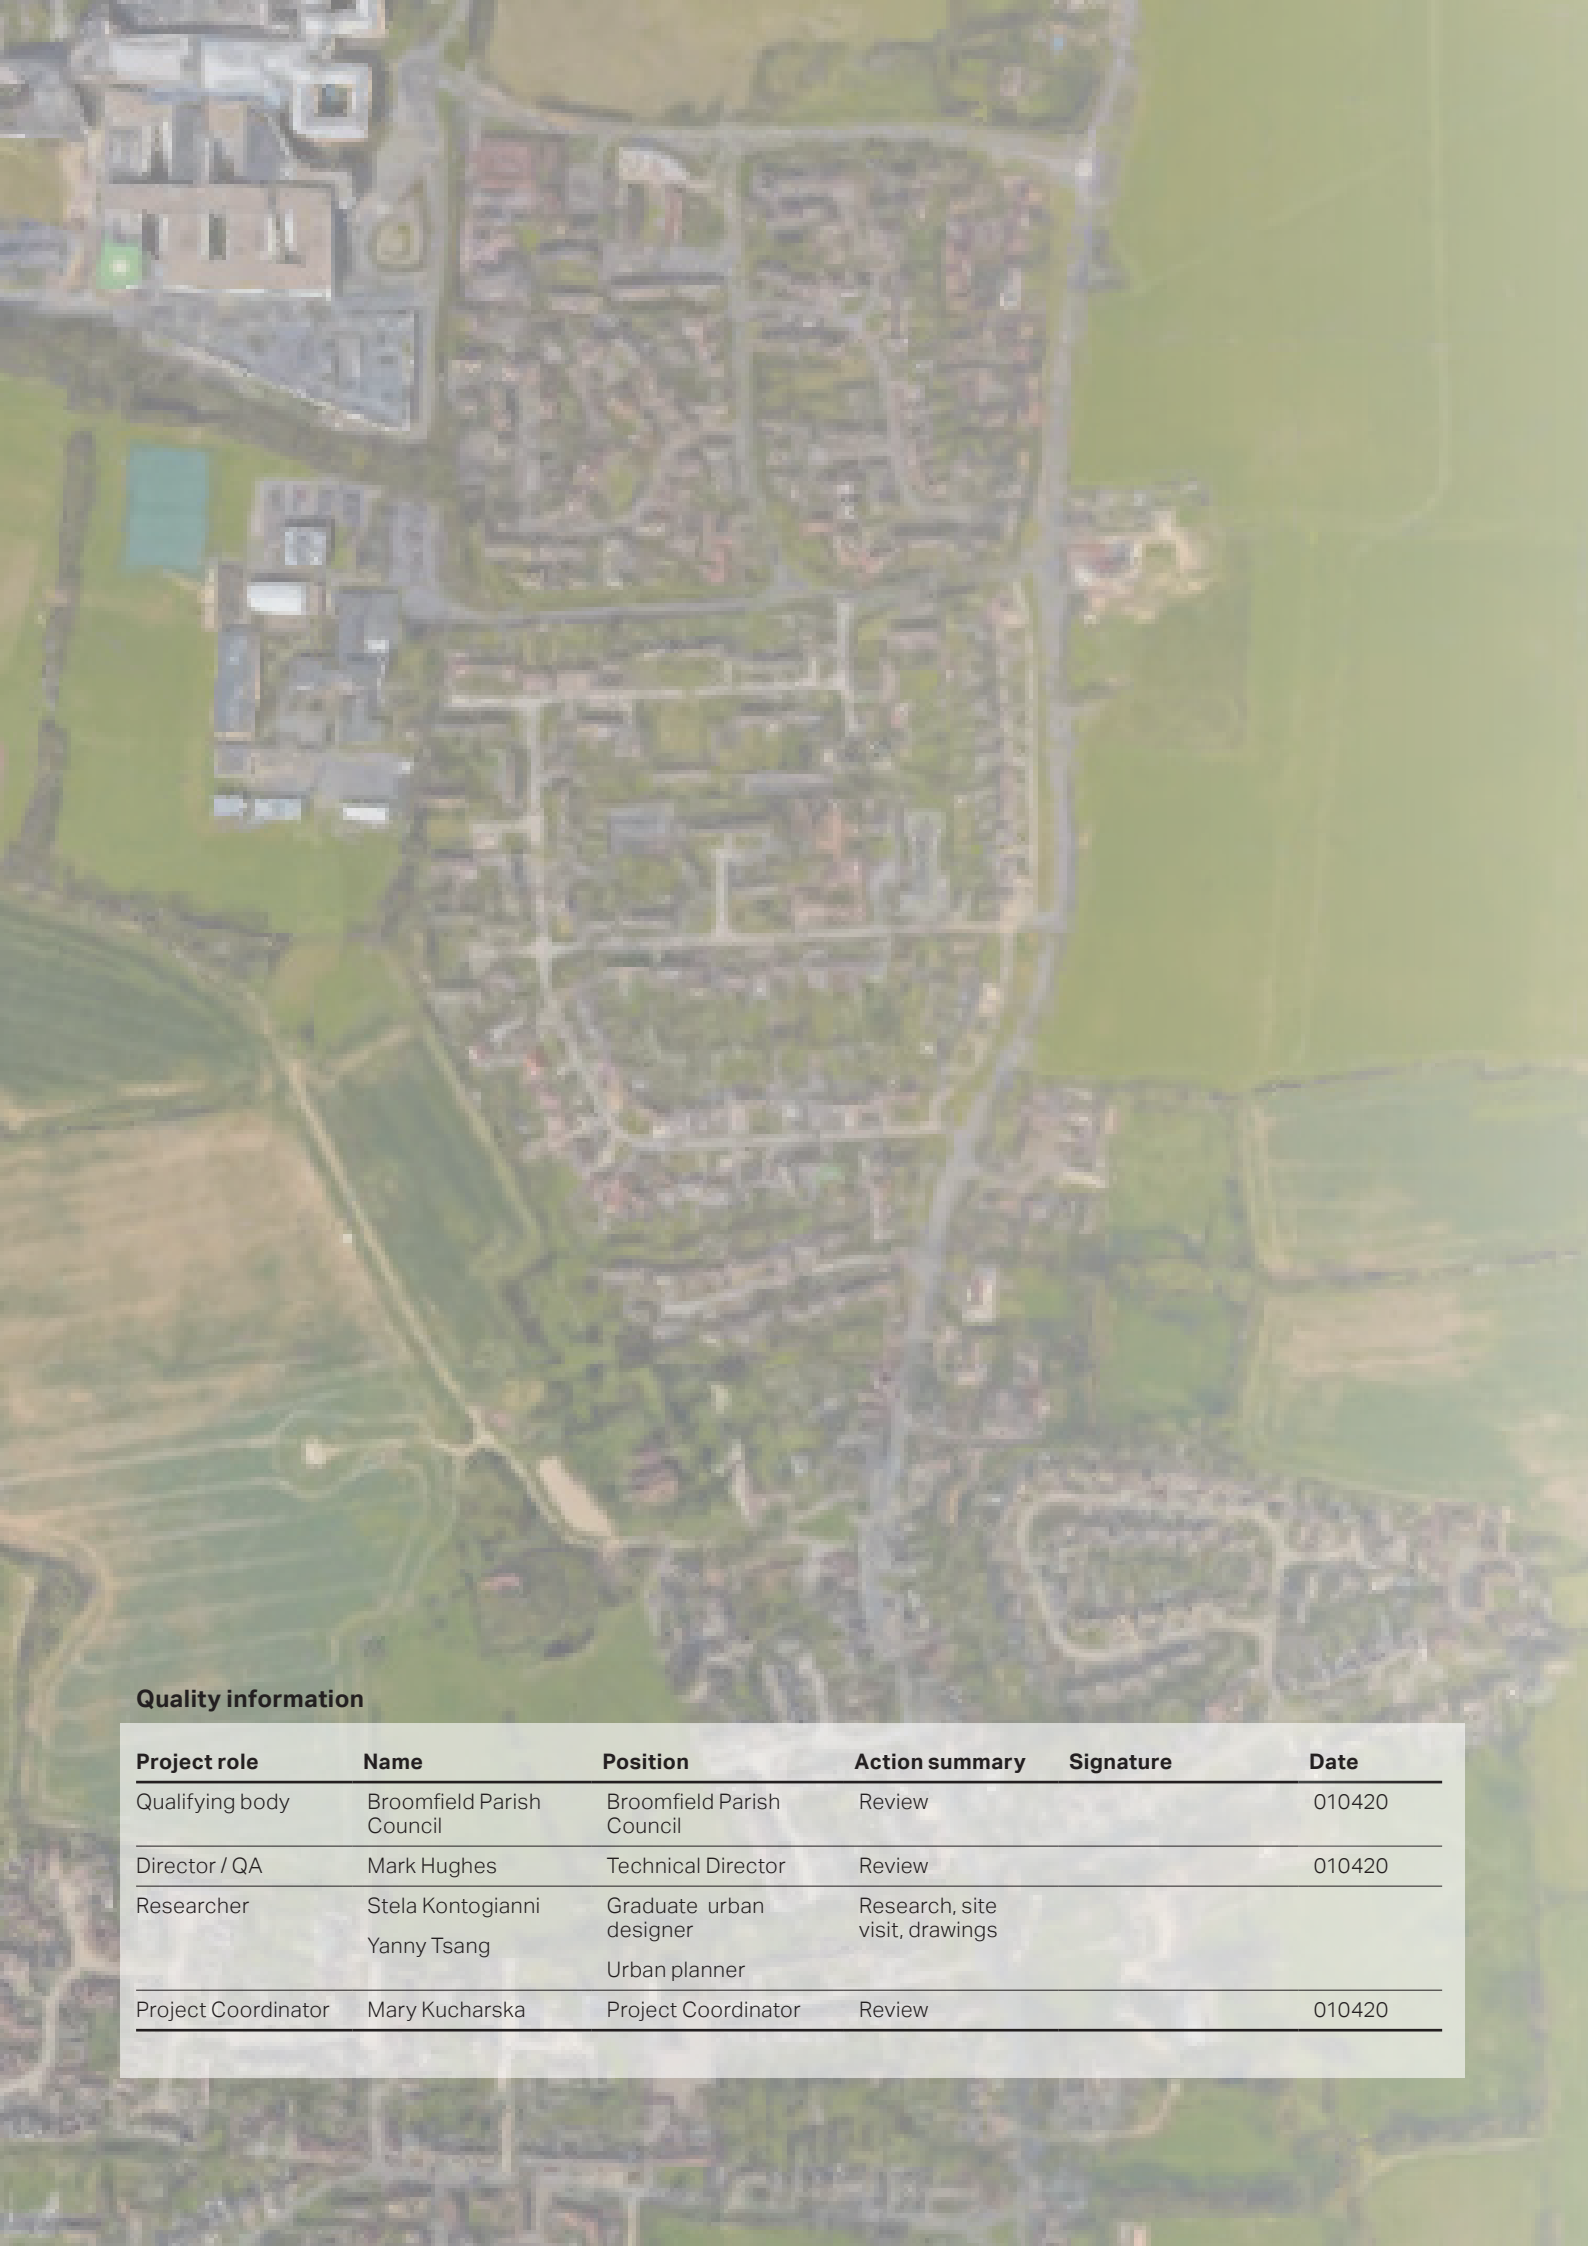 Quality information
Project role Name Position Action summary Signature Date
Qualifying body Broomfield Parish Council Broomfield Parish Council Review 010420
Director / QA Mark Hughes Technical Director Review 010420
Researcher Stela Kontogianni Graduate urban designer Research, site visit, drawings
Yanny Tsang Urban planner
Project Coordinator Mary Kucharska Project Coordinator Review 010420